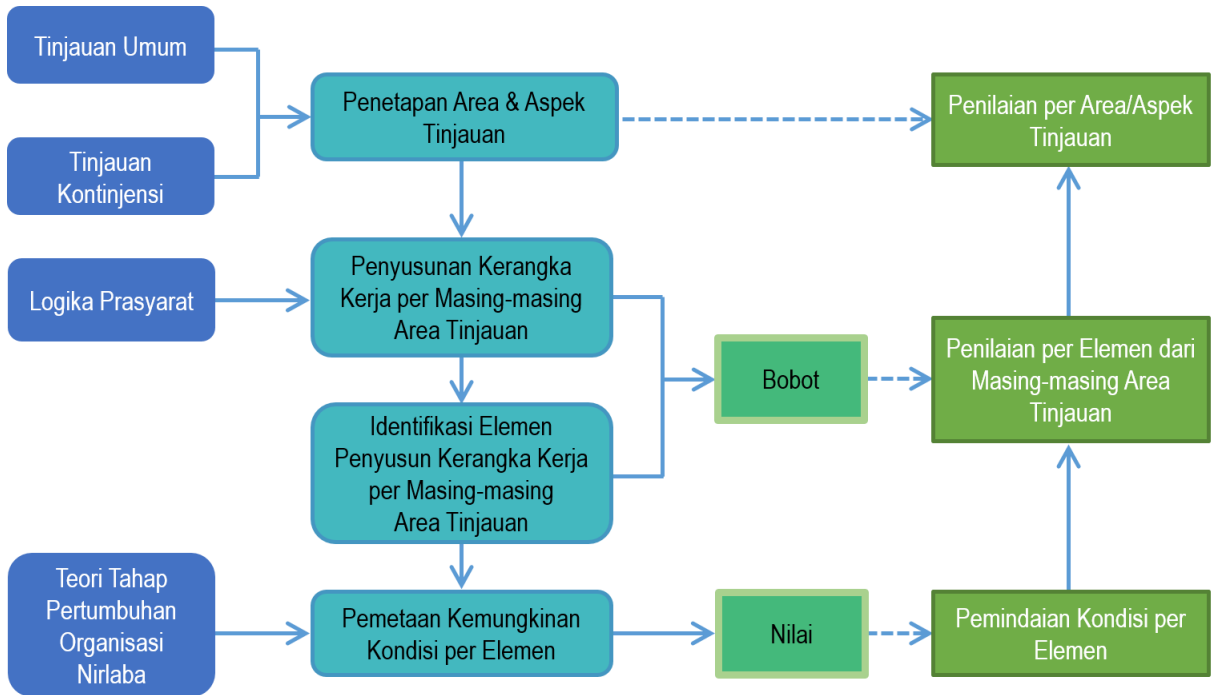 Tinjauan Umum
Tinjauan
Kontinjensi
Logika Prasyarat
Teori Tahap
Pertumbuhan
Organisasi
Nirlaba
Penetapan Area & Aspek
Tinjauan
Penyusunan Kerangka
Kerja per Masing-masing
Area Tinjauan
Identifikasi Elemen
Penyusun Kerangka Kerja
per Masing-masing
Area Tinjauan
Pemetaan Kemungkinan
Kondisi per Elemen
Bobot
Nilai
Penilaian per Area/Aspek
Tinjauan
Penilaian per Elemen dari
Masing-masing Area
Tinjauan
Pemindaian Kondisi per
Elemen